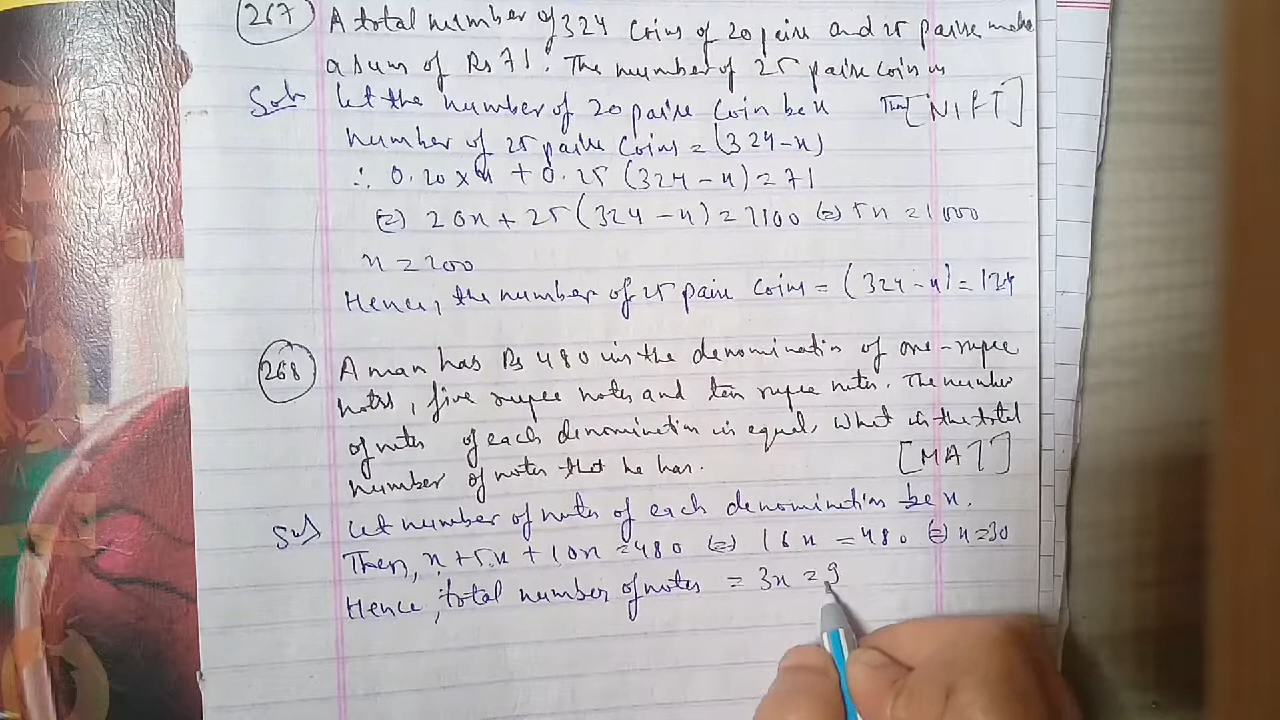 267 A total number of 324 coins of 20 paise and 25 paise make
a sum of Rs 71. The number of 25 paise coin is
Soln let the number of 20 paise coin be x [NIFT]
Number of 25 paise coins = (324-x)
∴ 0.20 × x + 0.25 (324-x) = 71
(=) 20x + 25 (324-x) = 7100 (=) 5x = 1000
x = 200
Hence, the number of 25 paise coins = (324-x) = 124
268 A man has Rs 480 in the denomination of one-rupee
notes, five rupee notes and ten rupee notes. The number
of notes of each denomination is equal. What is the total
number of notes that he has. [MAT]
Sol let number of notes of each denomination be x.
Then, x + 5x + 10x = 480 (=) 16x = 480 (=) x = 30
Hence, total number of notes = 3x = 9